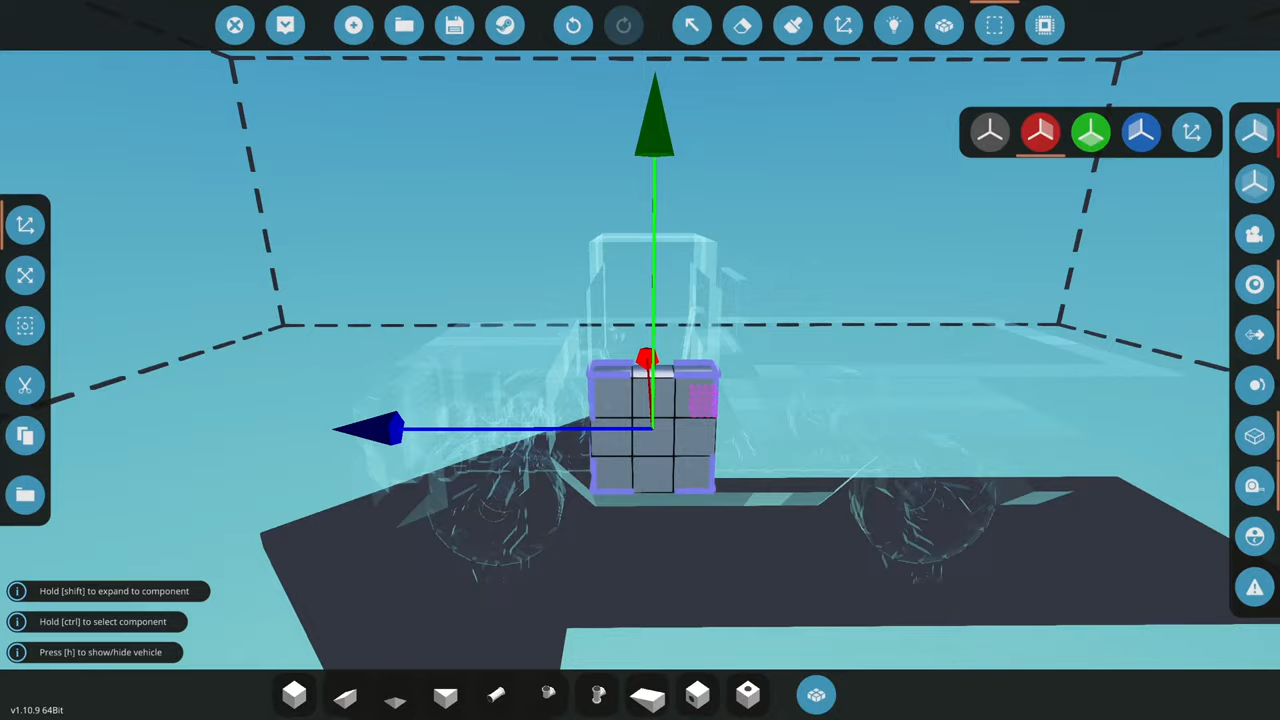 Hold [shift] to expand to component
Hold [ctrl] to select component
Press [h] to show/hide vehicle
v1.10.9 64Bit